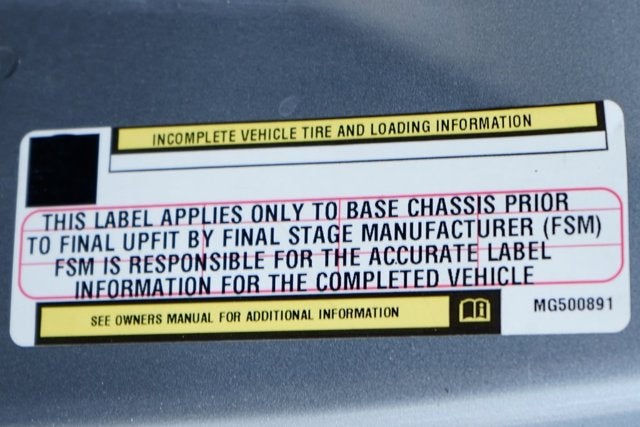 INCOMPLETE VEHICLE TIRE AND LOADING INFORMATION
THIS LABEL APPLIES ONLY TO BASE CHASSIS PRIOR
TO FINAL UPFIT BY FINAL STAGE MANUFACTURER (FSM)
FSM IS RESPONSIBLE FOR THE ACCURATE LABEL
INFORMATION FOR THE COMPLETED VEHICLE
SEE OWNERS MANUAL FOR ADDITIONAL INFORMATION
MG500891